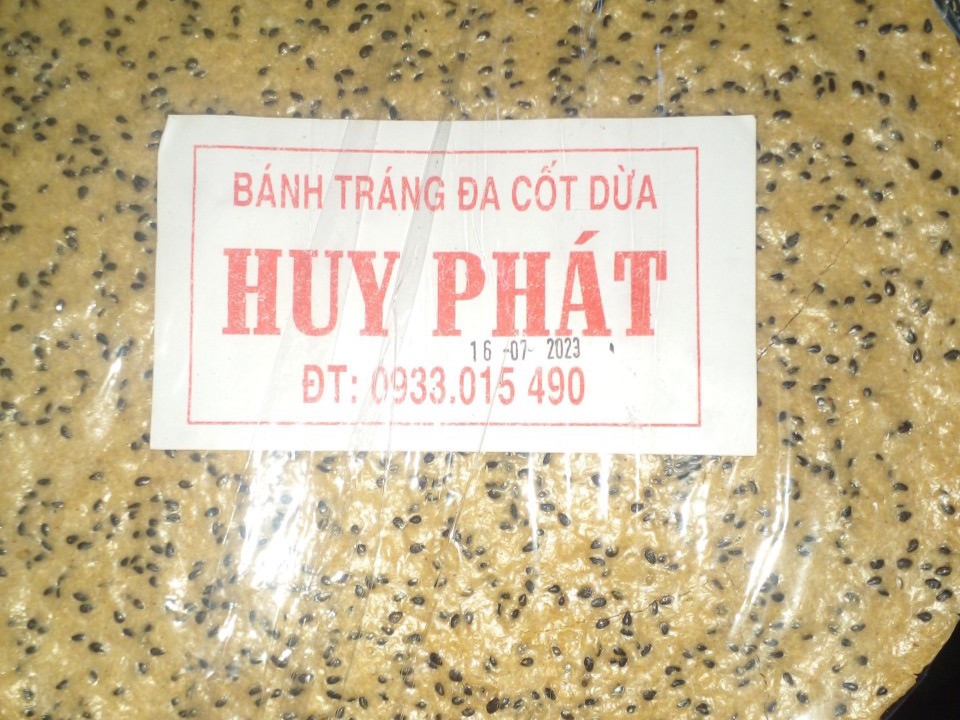 BÁNH TRÁNG ĐA CỐT DỪA
HUY PHÁT
16-07-2023
ĐT: 0933.015 490